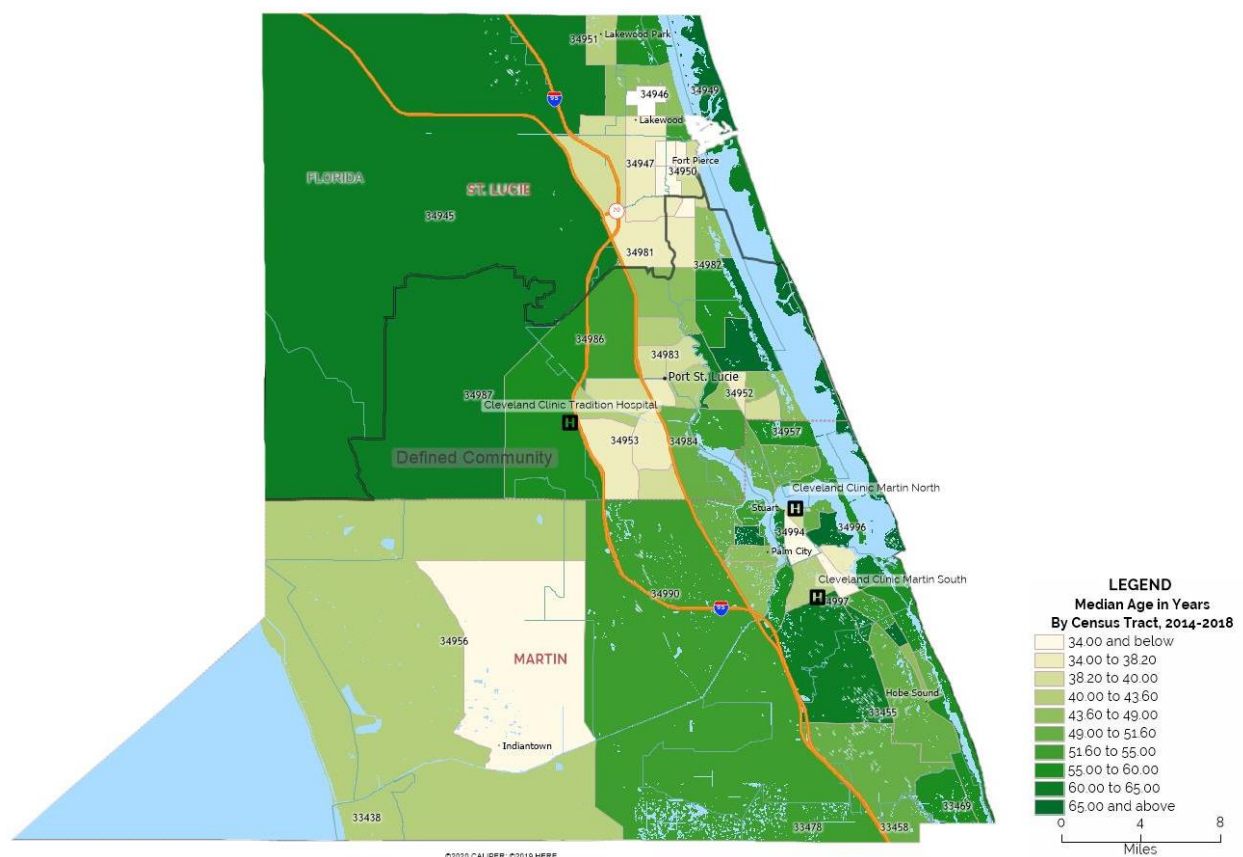 34951
Lakewood Park
95
34946
34949
Lakewood
34947
Fort Pierce
34950
FLORIDA
ST. LUCIE
34945
70
34981
34982
34986
34983
Port St. Lucie
34987
34952
Cleveland Clinic Tradition Hospital
H
34957
34953
34984
Defined Community
Cleveland Clinic Martin North
H
Stuart
34996
34994
Palm City
Cleveland Clinic Martin South
H
34997
34990
95
34956
MARTIN
Hobe Sound
33455
Indiantown
33438
33478
33458
33469
©2020 CALIPER; ©2019 HERE
LEGEND
Median Age in Years
By Census Tract, 2014-2018
34.00 and below
34.00 to 38.20
38.20 to 40.00
40.00 to 43.60
43.60 to 49.00
49.00 to 51.60
51.60 to 55.00
55.00 to 60.00
60.00 to 65.00
65.00 and above
0 4 8
Miles